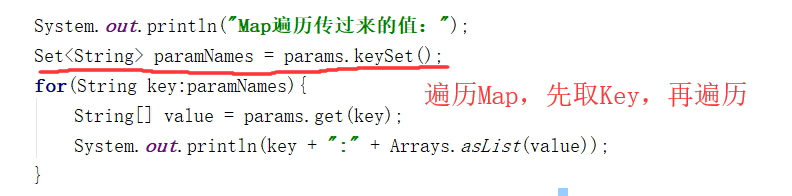 System.out.println("Map遍历传过来的值：");
Set<String> paramNames = params.keySet();
for(String key:paramNames){
遍历Map，先取Key，再遍历
String[] value = params.get(key);
System.out.println(key + ":" + Arrays.asList(value));
}